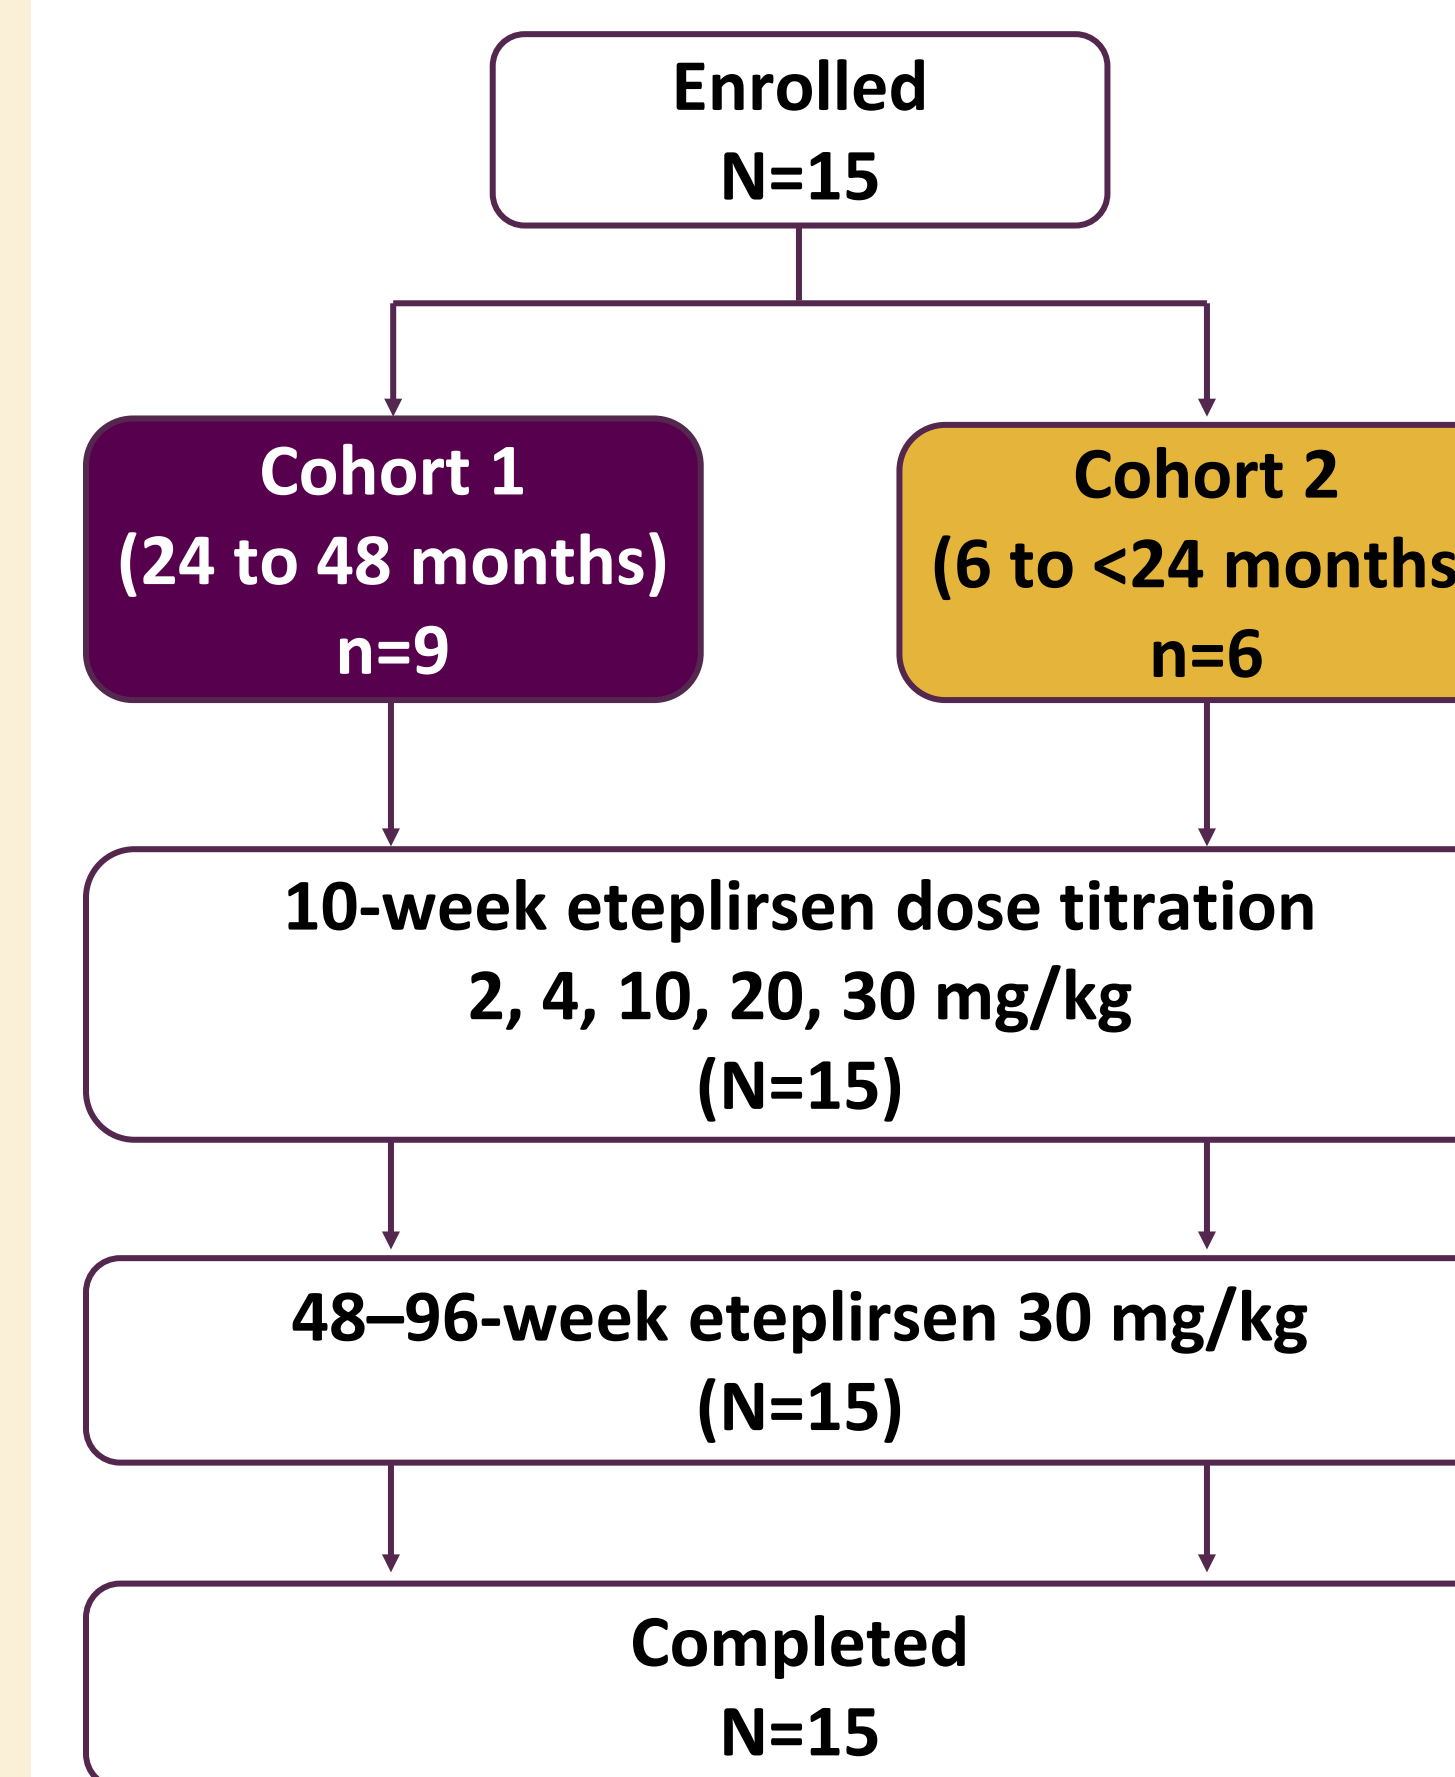 Enrolled
N=15
Cohort 1
(24 to 48 months)
n=9
Cohort 2
(6 to <24 months
n=6
10-week eteplirsen dose titration
2, 4, 10, 20, 30 mg/kg
(N=15)
48–96-week eteplirsen 30 mg/kg
(N=15)
Completed
N=15